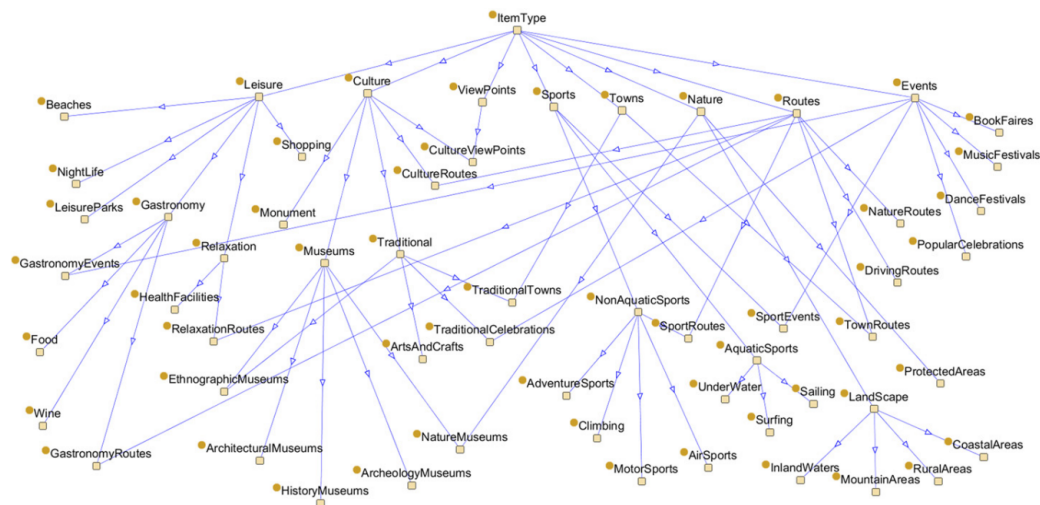 ItemType
Leisure
Culture
ViewPoints
Sports
Towns
Nature
Routes
Events
Beaches
BookFaires
Shopping
CultureViewPoints
MusicFestivals
NightLife
CultureRoutes
LeisureParks
Gastronomy
Monument
NatureRoutes
DanceFestivals
GastronomyEvents
Relaxation
Museums
Traditional
PopularCelebrations
DrivingRoutes
HealthFacilities
TraditionalTowns
NonAquaticSports
RelaxationRoutes
TraditionalCelebrations
SportRoutes
SportEvents
TownRoutes
Food
ArtsAndCrafts
AquaticSports
EthnographicMuseums
AdventureSports
UnderWater
Sailing
ProtectedAreas
Wine
Climbing
Surfing
LandScape
GastronomyRoutes
ArchitecturalMuseums
NatureMuseums
CoastalAreas
HistoryMuseums
ArcheologyMuseums
MotorSports
AirSports
InlandWaters
MountainAreas
RuralAreas